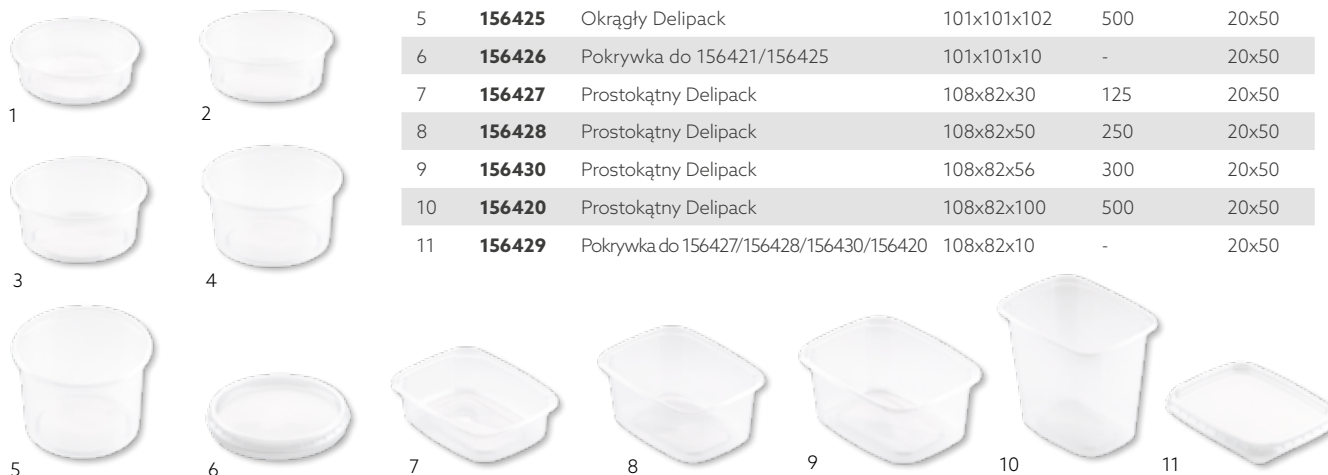 5 156425 Okrągły Delipack 101x101x102 500 20x50
6 156426 Pokrywka do 156421/156425 101x101x10 - 20x50
7 156427 Prostokątny Delipack 108x82x30 125 20x50
8 156428 Prostokątny Delipack 108x82x50 250 20x50
9 156430 Prostokątny Delipack 108x82x56 300 20x50
10 156420 Prostokątny Delipack 108x82x100 500 20x50
11 156429 Pokrywka do 156427/156428/156430/156420 108x82x10 - 20x50
1 2
3 4
5 6 7 8 9 10 11